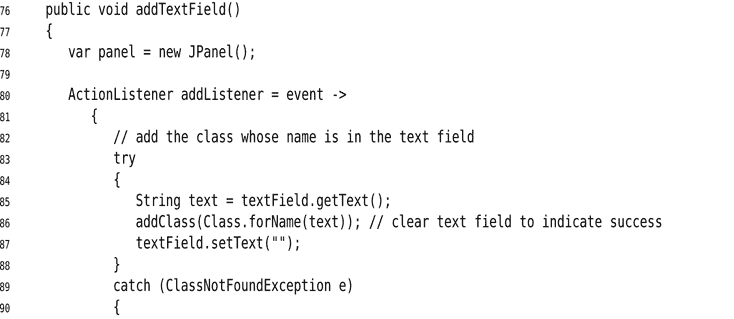 76 public void addTextField()
77 {
78 var panel = new JPanel();
79
80 ActionListener addListener = event ->
81 {
82 // add the class whose name is in the text field
83 try
84 {
85 String text = textField.getText();
86 addClass(Class.forName(text)); // clear text field to indicate success
87 textField.setText("");
88 }
89 catch (ClassNotFoundException e)
90 {